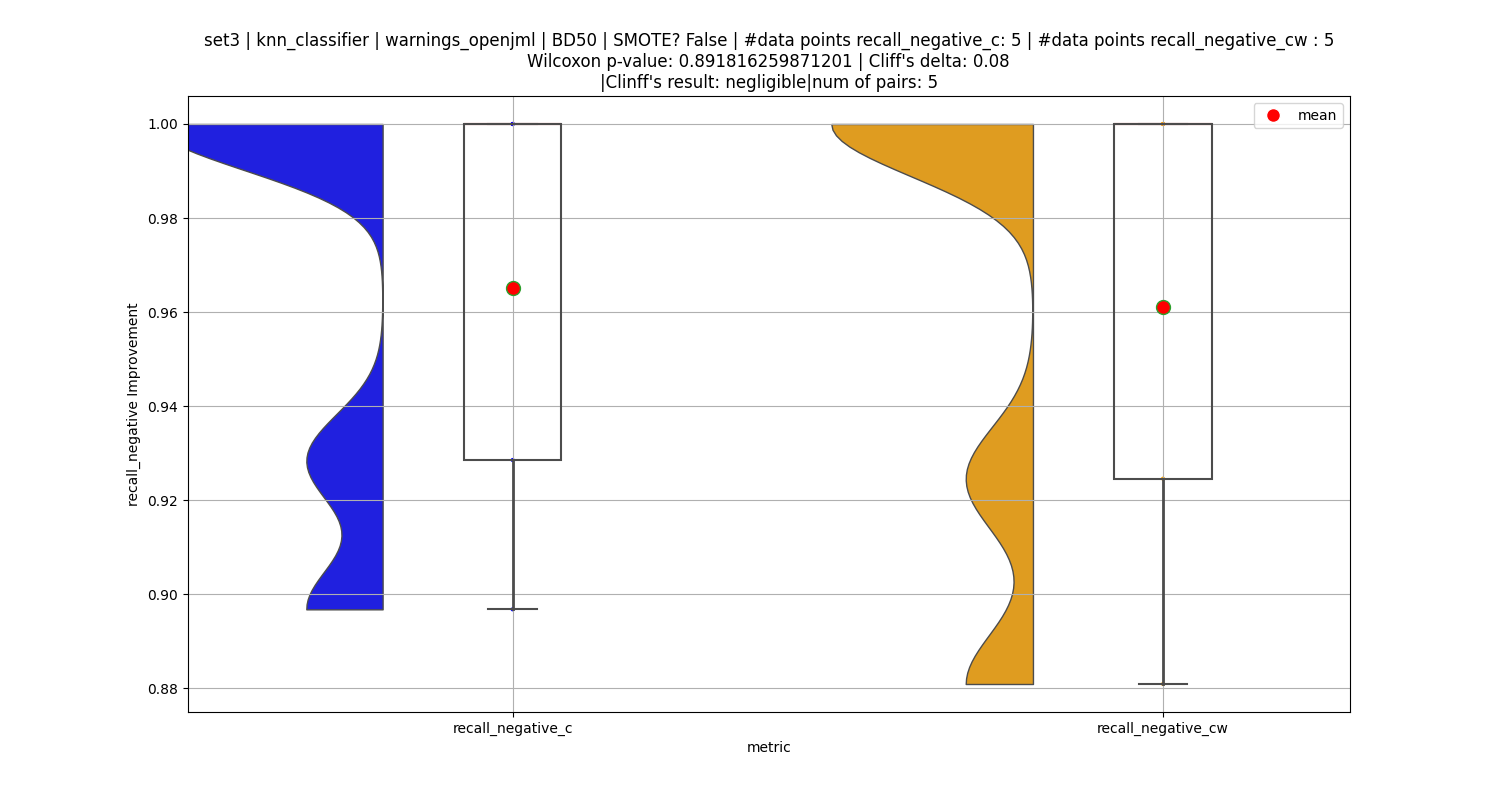 set3 | knn_classifier | warnings_openjml | BD50 | SMOTE? False | #data points recall_negative_c: 5 | #data points recall_negative_cw : 5
Wilcoxon p-value: 0.891816259871201 | Cliff's delta: 0.08
|Clinff's result: negligible|num of pairs: 5
mean
1.00
0.98
0.96
0.94
0.92
0.90
0.88
recall_negative Improvement
recall_negative_c
recall_negative_cw
metric